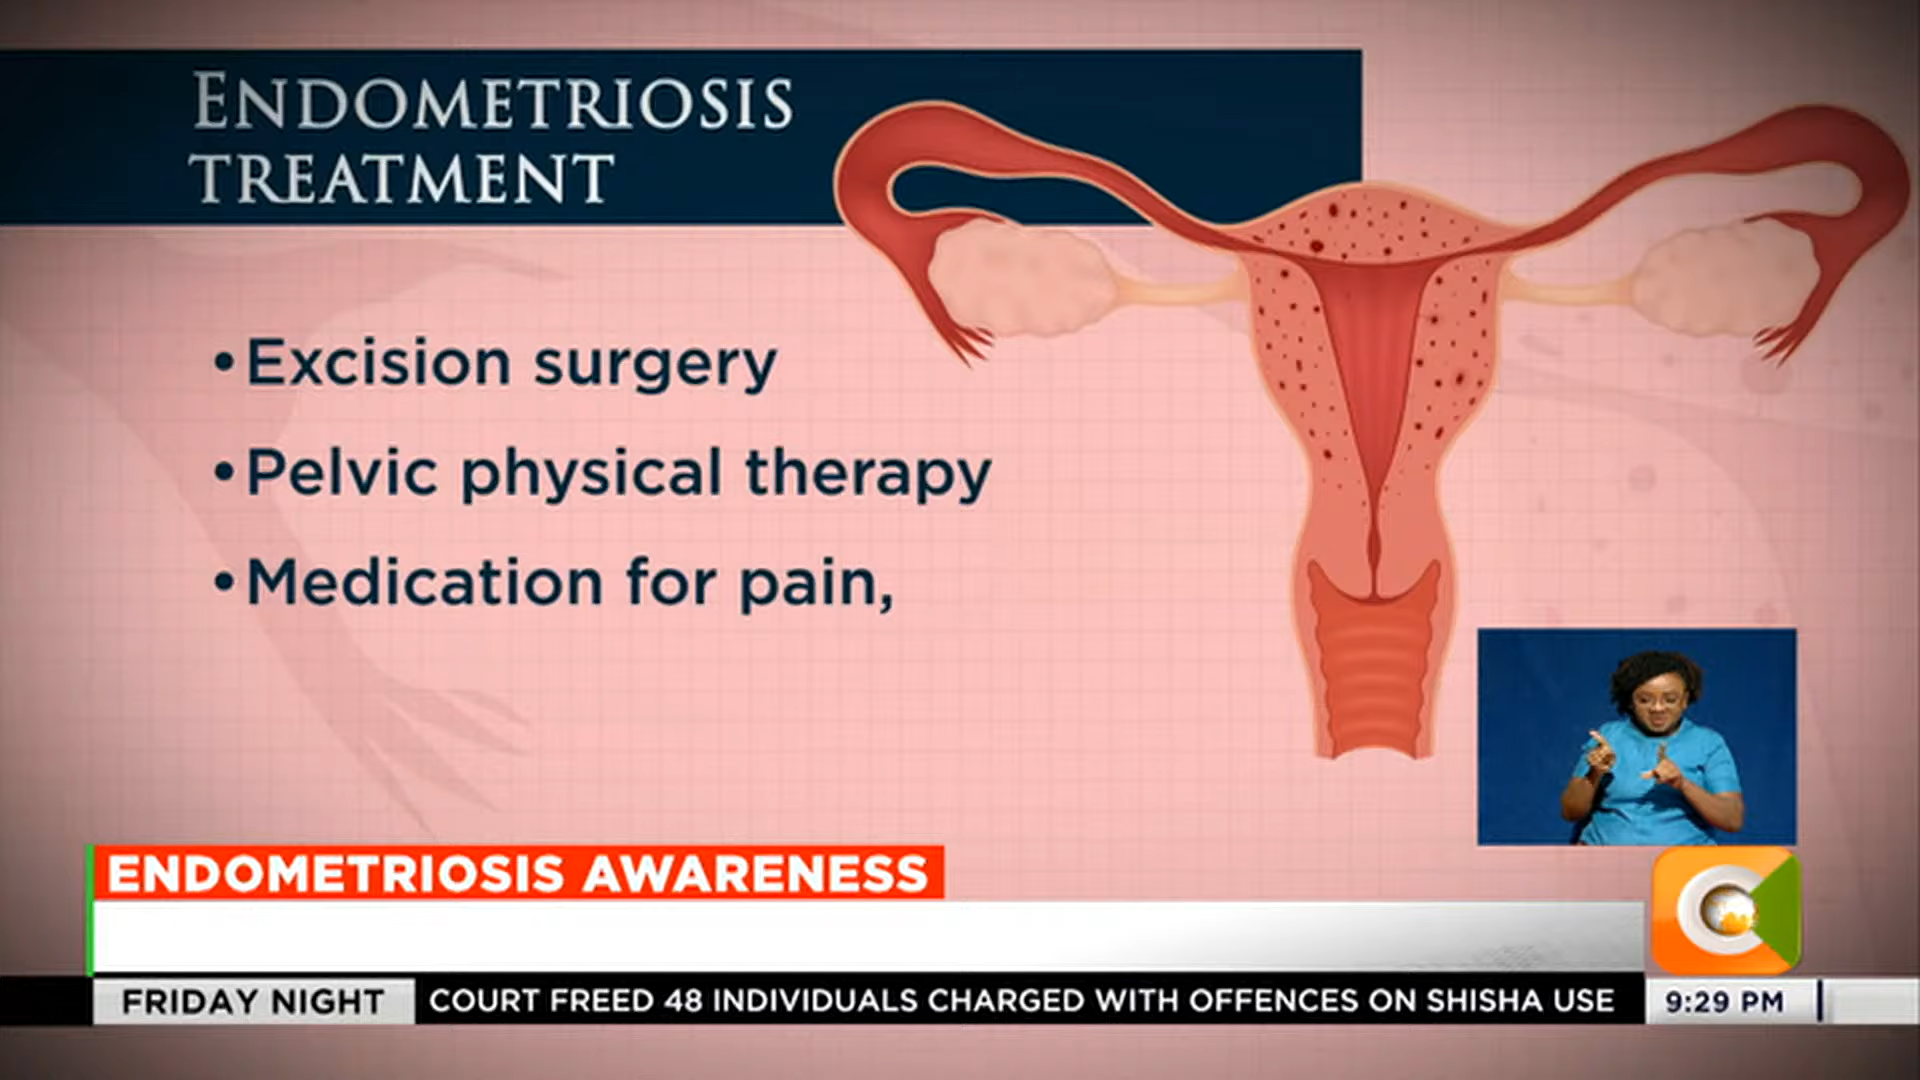 ENDOMETRIOSIS
TREATMENT
• Excision surgery
• Pelvic physical therapy
• Medication for pain,
ENDOMETRIOSIS AWARENESS
FRIDAY NIGHT
COURT FREED 48 INDIVIDUALS CHARGED WITH OFFENCES ON SHISHA USE
9:29 PM